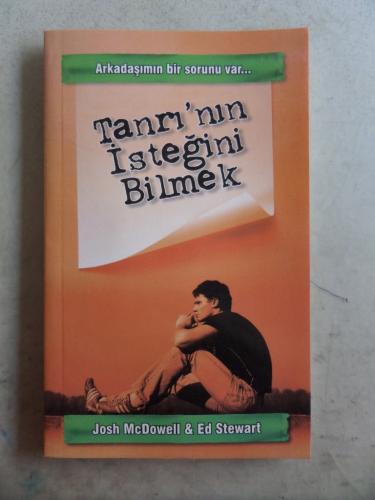 Arkadaşımın bir sorunu var...
Tanrı'nın
İsteğini
Bilmek
Josh McDowell & Ed Stewart